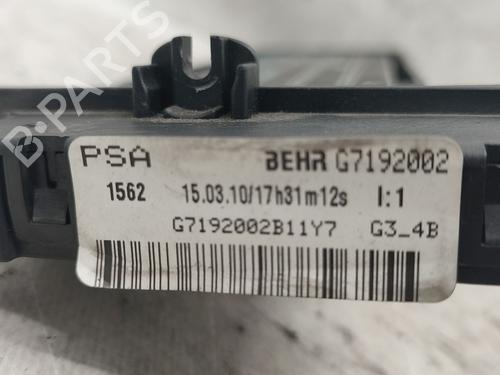 B-PARTS
PSA BEHR G7192002
1562 15.03.10/17h31m12s I:1
G7192002B11Y7 G3_4B